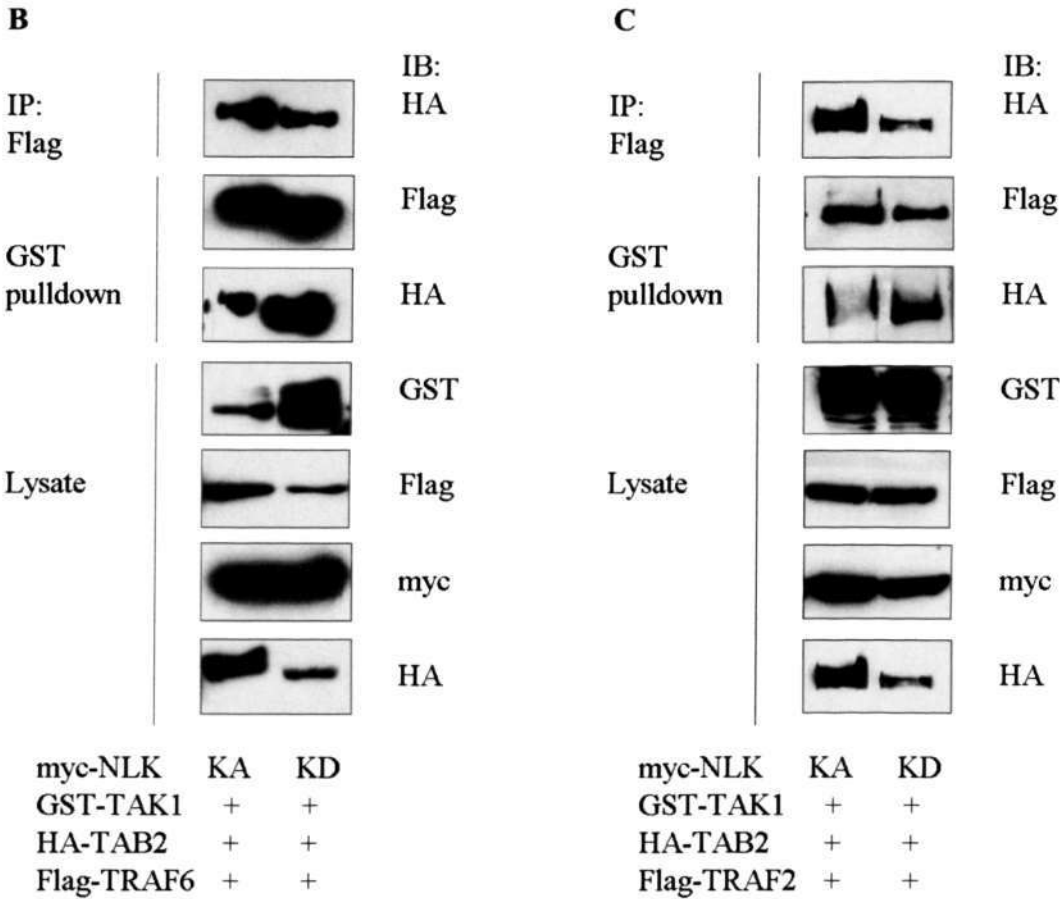 B
IB:
IP:
Flag
HA
GST
pulldown
Flag
HA
Lysate
GST
Flag
myc
HA
myc-NLK KA KD
GST-TAK1 + +
HA-TAB2 + +
Flag-TRAF6 + +
C
IB:
IP:
Flag
HA
GST
pulldown
Flag
HA
Lysate
GST
Flag
myc
HA
myc-NLK KA KD
GST-TAK1 + +
HA-TAB2 + +
Flag-TRAF2 + +